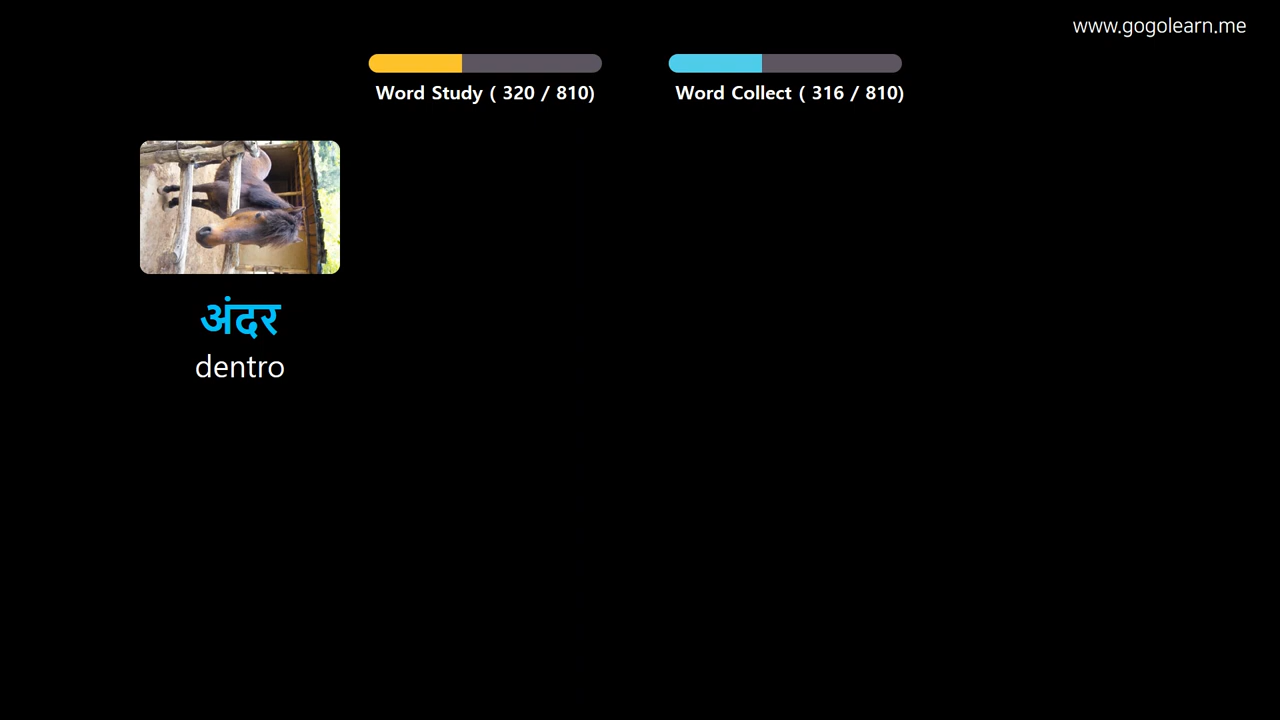 www.gogolearn.me
Word Study ( 320 / 810)
Word Collect ( 316 / 810)
अंदर
dentro